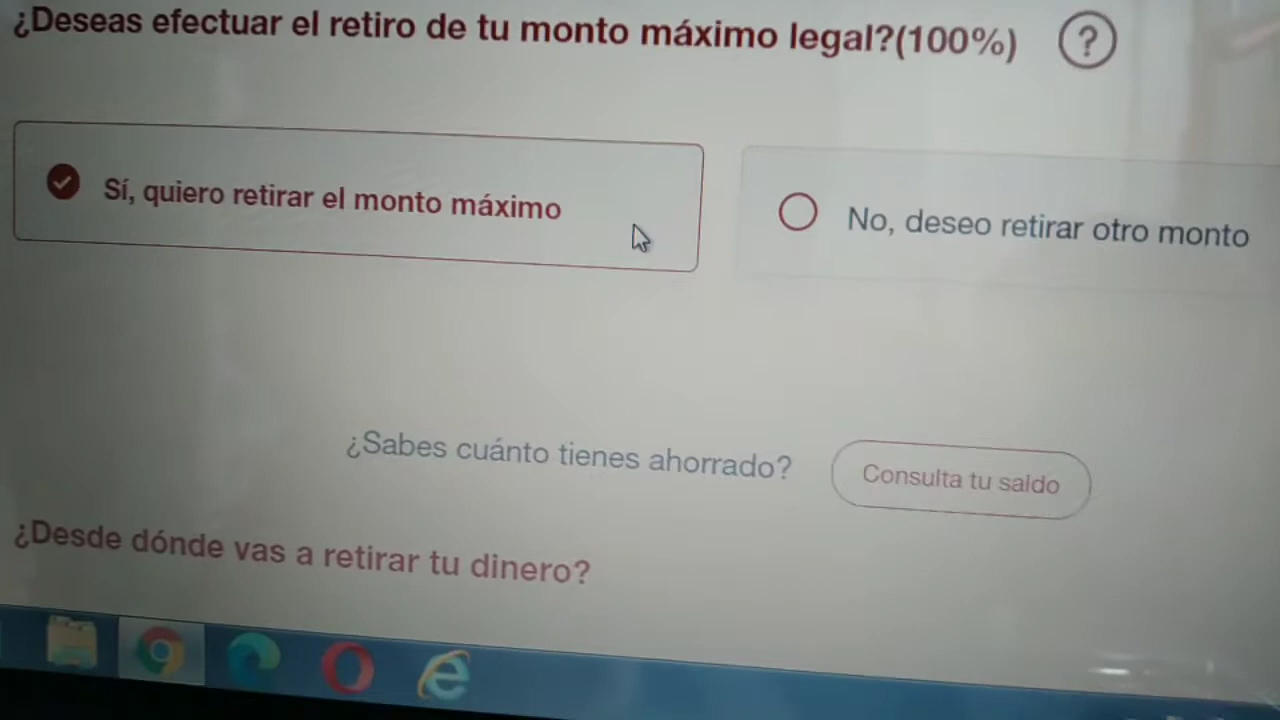 ¿Deseas efectuar el retiro de tu monto máximo legal?(100%) ?
Sí, quiero retirar el monto máximo
No, deseo retirar otro monto
¿Sabes cuánto tienes ahorrado?
Consulta tu saldo
¿Desde dónde vas a retirar tu dinero?